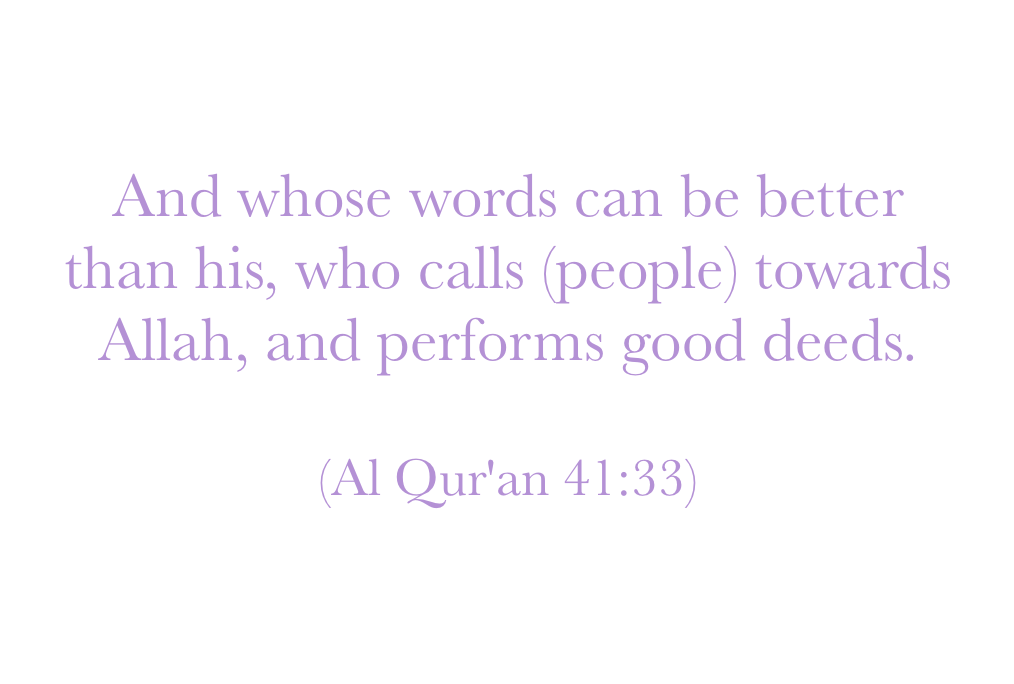 And whose words can be better
than his, who calls (people) towards
Allah, and performs good deeds.
(Al Qur'an 41:33)